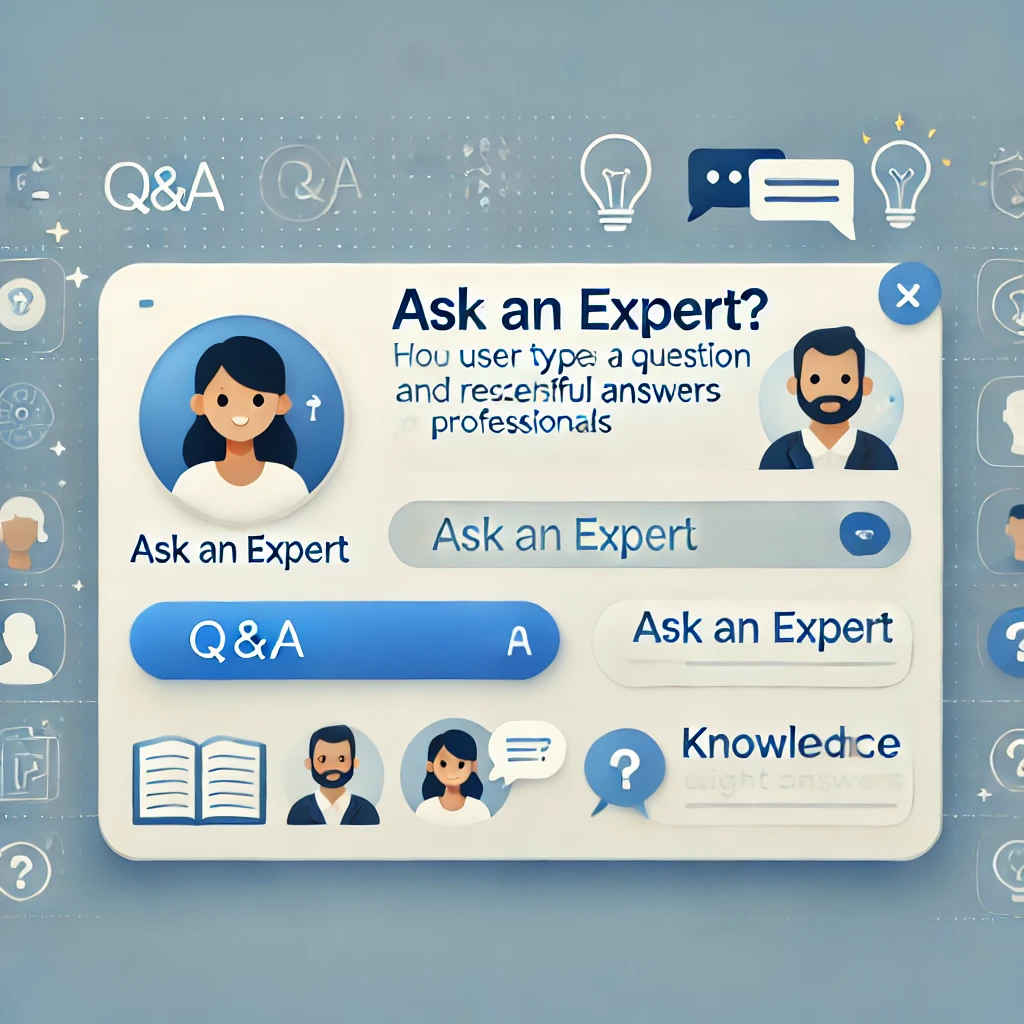 Q&A
Q&A
Ask an Expert?
Hou user type a question
and answers
professionals
Ask an Expert
Ask an Expert
Q&A A
Ask an Expert
?
Knowledce
answers
?